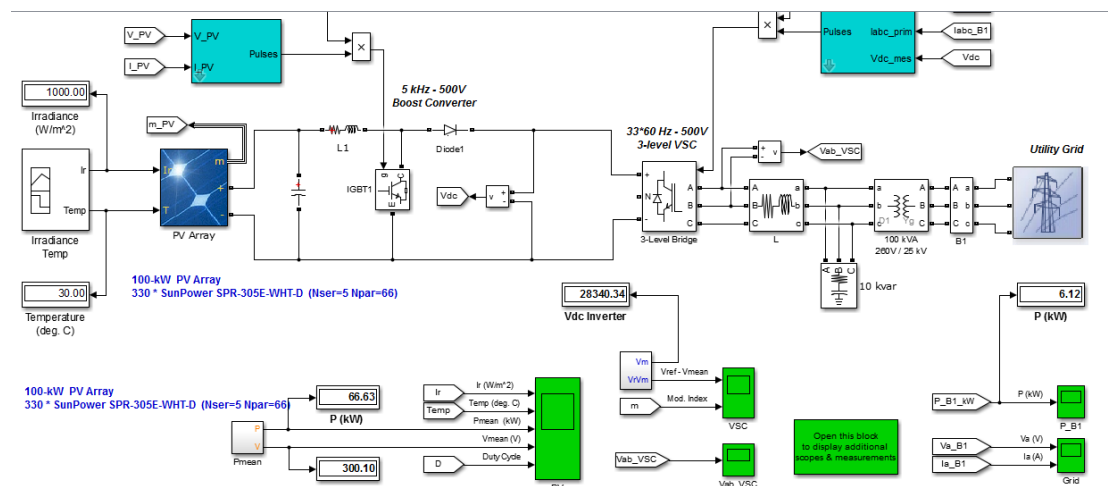 V_PV
V_PV
Pulses
I_PV
I_PV
×
×
Pulses
Iabc_prim
Iabc_B1
Vdc_mes
Vdc
1000.00
Irradiance
(W/m^2)
m_PV
5 kHz - 500V
Boost Converter
33*60 Hz - 500V
3-level VSC
Utility Grid
L1
Diode1
+
-
v
Vab_VSC
Ir
Temp
Irradiance
Temp
Ir
T
m
+
-
PV Array
g
C
E
IGBT1
Vdc
v
+
-
+
N
-
A
B
C
3-Level Bridge
A
B
C
a
b
c
L
a
b
c
D1
Yg
A
B
C
100 kVA
260V / 25 kV
A
B
C
a
b
c
B1
A B C
10 kvar
100-kW PV Array
330 * SunPower SPR-305E-WHT-D (Nser=5 Npar=66)
30.00
Temperature
(deg. C)
28340.34
Vdc Inverter
6.12
P (kW)
100-kW PV Array
330 * SunPower SPR-305E-WHT-D (Nser=5 Npar=66)
66.63
P (kW)
P
V
Pmean
300.10
Ir
Ir (W/m^2)
Temp
Temp (deg. C)
Pmean (kW)
Vmean (V)
D
Duty Cycle
Vm
VrVm
Vref - Vmean
m
Mod. Index
VSC
Vab_VSC
Vab_VSC
Open this block
to display additional
scopes & measurements
P_B1_kW
P (kW)
P_B1
Va_B1
Va (V)
Ia_B1
Ia (A)
Grid